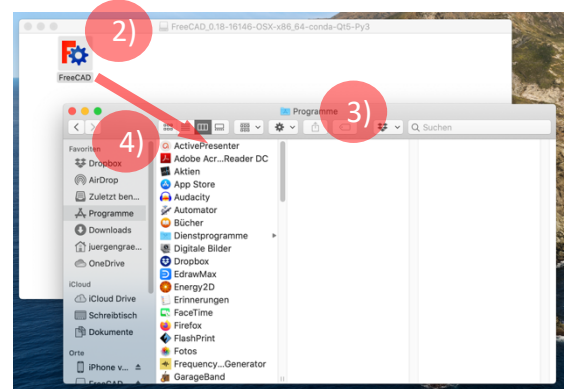 2)
FreeCAD_0.18-16146-OSX-x86_64-conda-Qt5-Py3
FreeCAD
3)
Programme
4)
Suchen
Favoriten
Dropbox
AirDrop
Zuletzt ben...
Programme
Downloads
juergengrae...
OneDrive
iCloud
iCloud Drive
Schreibtisch
Dokumente
Orte
iPhone v...
FreeCAD
ActivePresenter
Adobe Acr...Reader DC
Aktien
App Store
Audacity
Automator
Bücher
Dienstprogramme
Digitale Bilder
Dropbox
EdrawMax
Energy2D
Erinnerungen
FaceTime
Firefox
FlashPrint
Fotos
Frequency...Generator
GarageBand